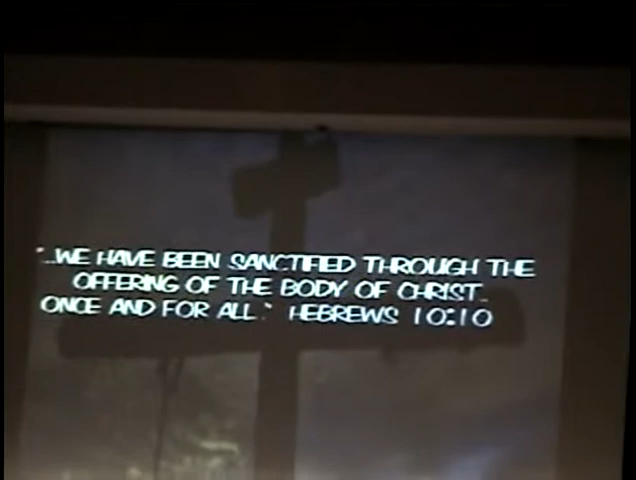 "...WE HAVE BEEN SANCTIFIED THROUGH THE
OFFERING OF THE BODY OF CHRIST...
ONCE AND FOR ALL." HEBREWS 10:10